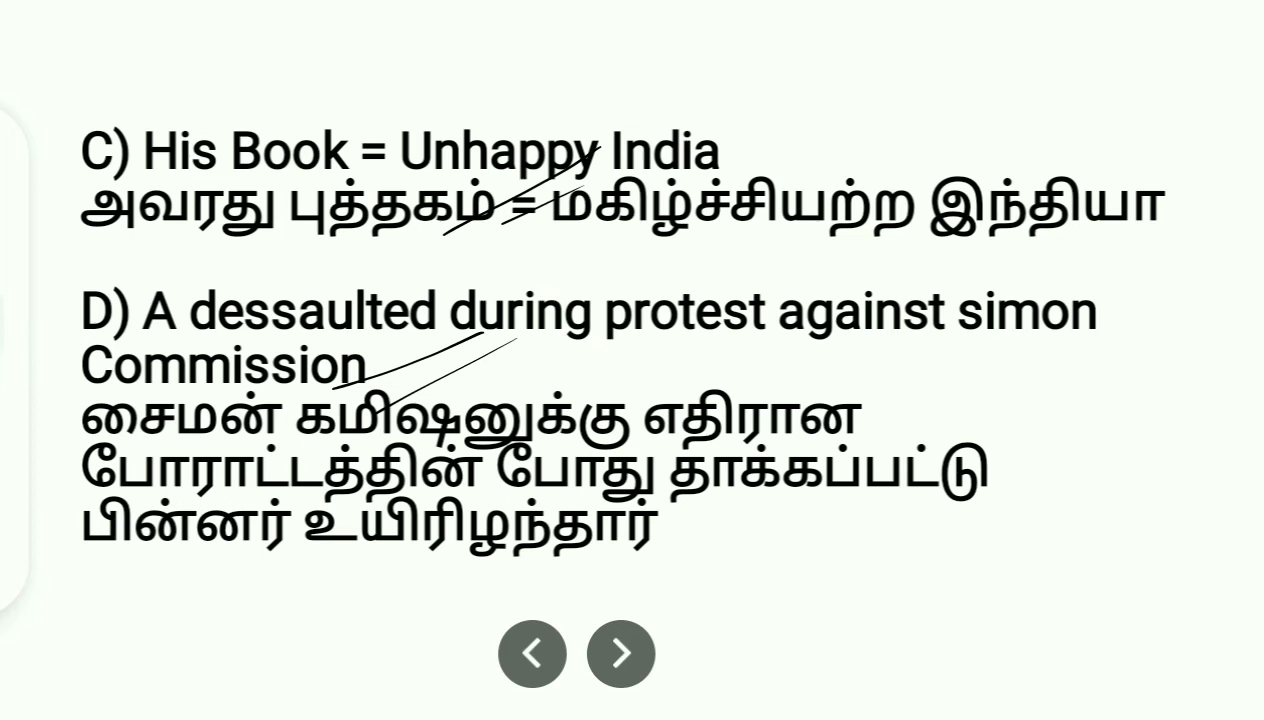 C) His Book = Unhappy India
அவரது புத்தகம் = மகிழ்ச்சியற்ற இந்தியா
D) A dessaulted during protest against simon
Commission
சைமன் கமிஷனுக்கு எதிரான
போராட்டத்தின் போது தாக்கப்பட்டு
பின்னர் உயிரிழந்தார்